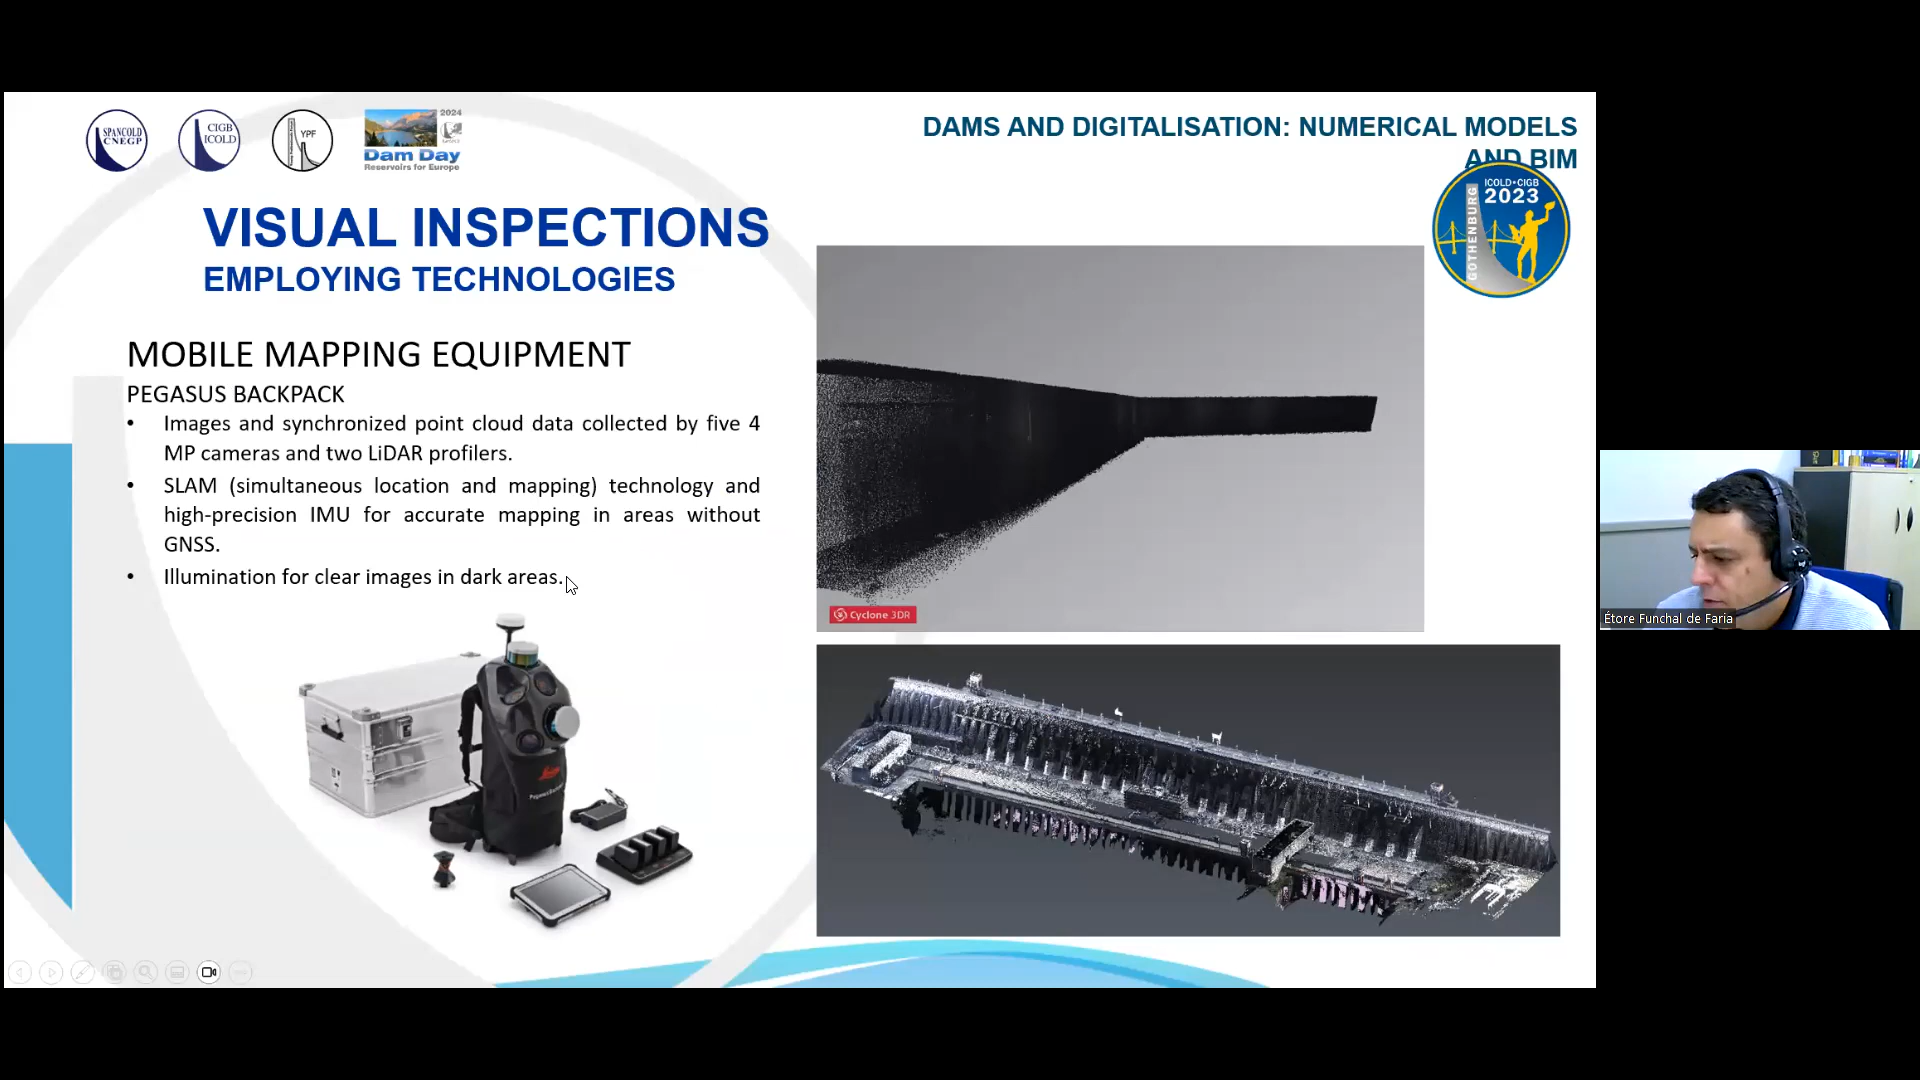 SPANCOLD
CNEGP
CIGB
ICOLD
YPF
2024
Dam Day
Reservoirs for Europe
DAMS AND DIGITALISATION: NUMERICAL MODELS
AND BIM
ICOLD•CIGB
2023
GOTHENBURG
VISUAL INSPECTIONS
EMPLOYING TECHNOLOGIES
MOBILE MAPPING EQUIPMENT
PEGASUS BACKPACK
• Images and synchronized point cloud data collected by five 4
MP cameras and two LiDAR profilers.
• SLAM (simultaneous location and mapping) technology and
high-precision IMU for accurate mapping in areas without
GNSS.
• Illumination for clear images in dark areas.
Cyclone 3DR
Étore Funchal de Faria